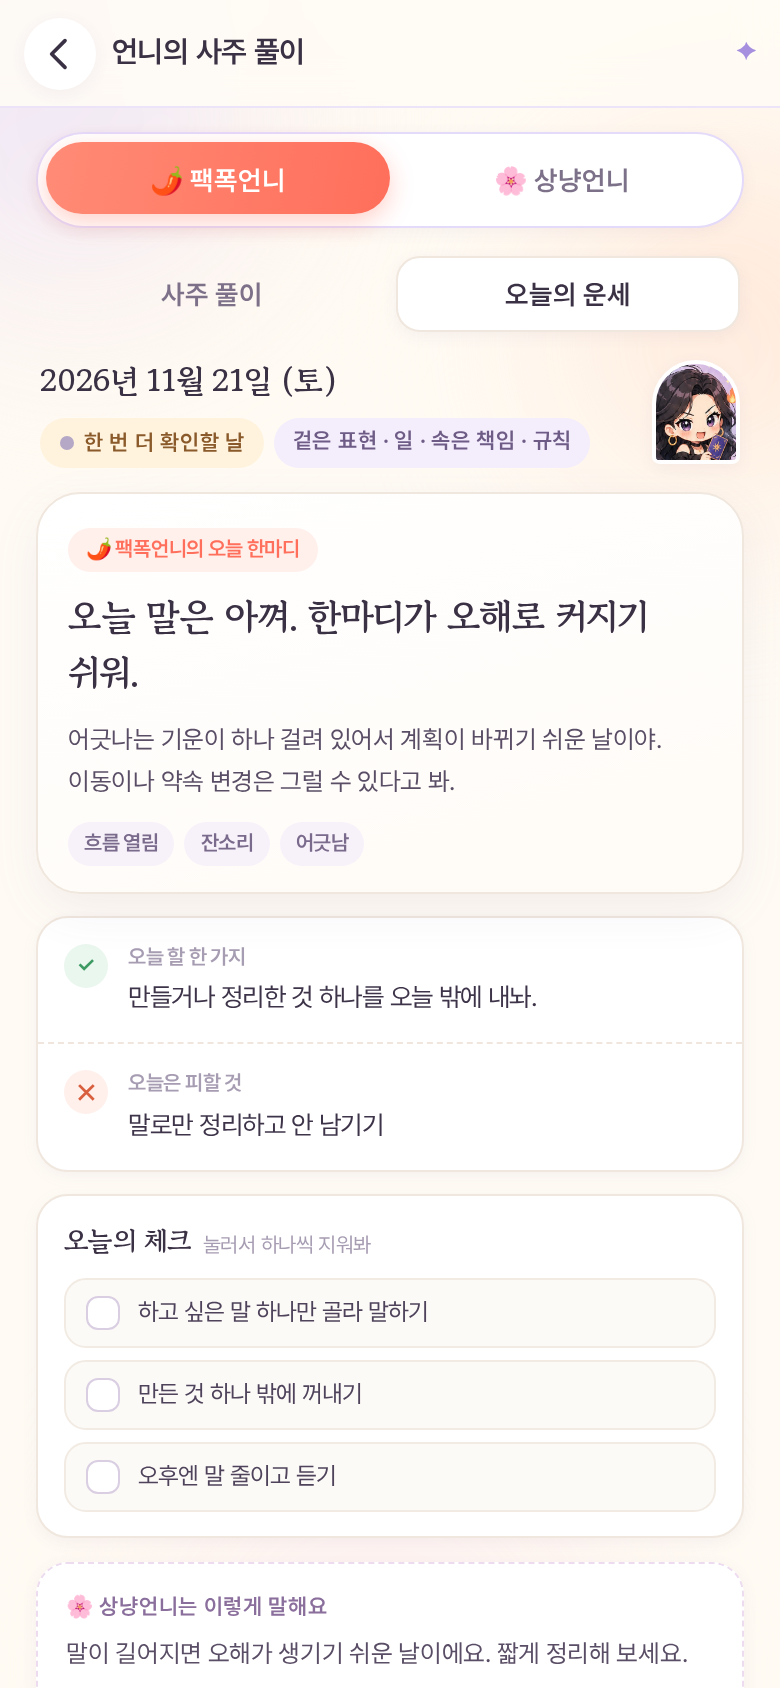 언니의 사주 풀이
🌶️ 팩폭언니
🌸 상냥언니
사주 풀이
오늘의 운세
2026년 11월 21일 (토)
한 번 더 확인할 날
겉은 표현 · 일 · 속은 책임 · 규칙
🌶️ 팩폭언니의 오늘 한마디
오늘 말은 아껴. 한마디가 오해로 커지기
쉬워.
어긋나는 기운이 하나 걸려 있어서 계획이 바뀌기 쉬운 날이야.
이동이나 약속 변경은 그럴 수 있다고 봐.
흐름 열림
잔소리
어긋남
오늘 할 한 가지
만들거나 정리한 것 하나를 오늘 밖에 내놔.
오늘은 피할 것
말로만 정리하고 안 남기기
오늘의 체크 눌러서 하나씩 지워봐
하고 싶은 말 하나만 골라 말하기
만든 것 하나 밖에 꺼내기
오후엔 말 줄이고 듣기
🌸 상냥언니는 이렇게 말해요
말이 길어지면 오해가 생기기 쉬운 날이에요. 짧게 정리해 보세요.